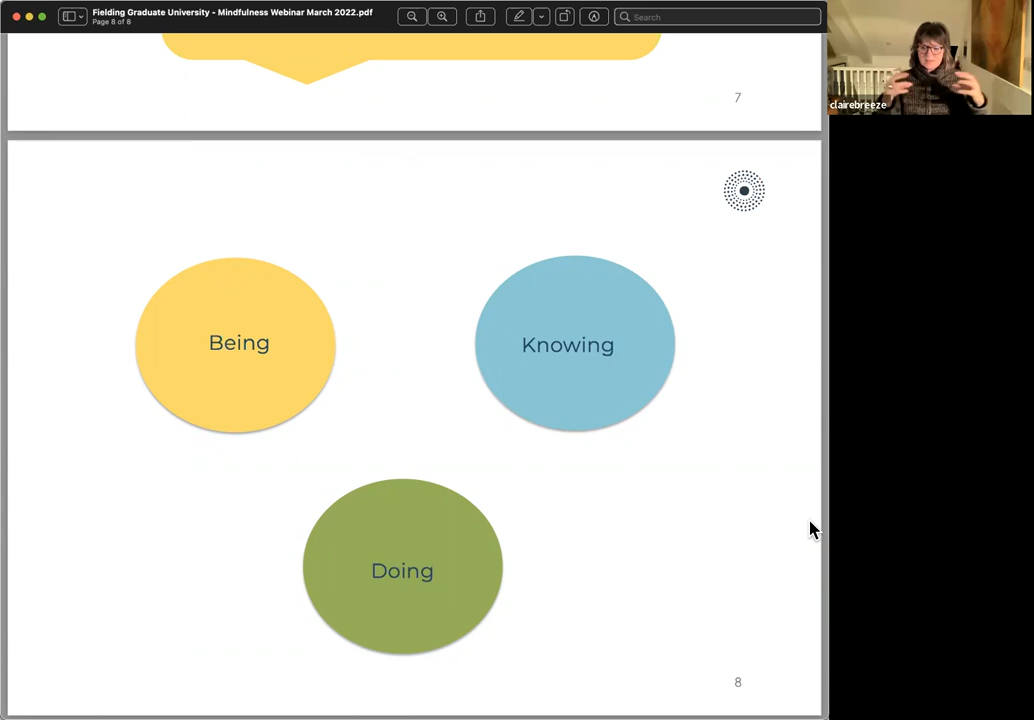 Fielding Graduate University - Mindfulness Webinar March 2022.pdf
Page 8 of 8
Search
clairebreeze
7
Being
Knowing
Doing
8